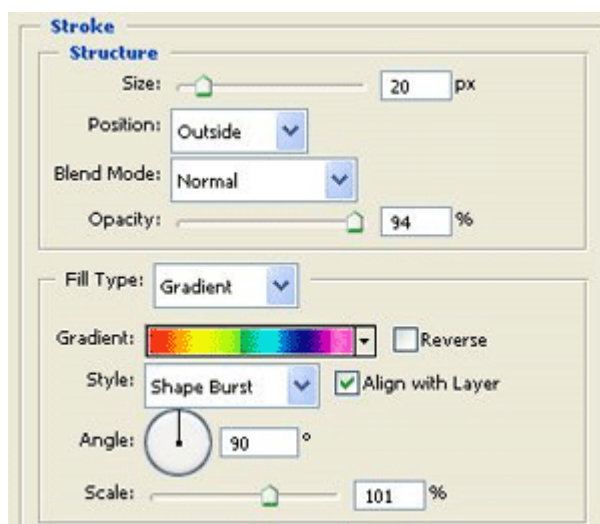 Stroke
Structure
Size: 20 px
Position: Outside
Blend Mode: Normal
Opacity: 94 %
Fill Type: Gradient
Gradient: Reverse
Style: Shape Burst Align with Layer
Angle: 90 °
Scale: 101 %